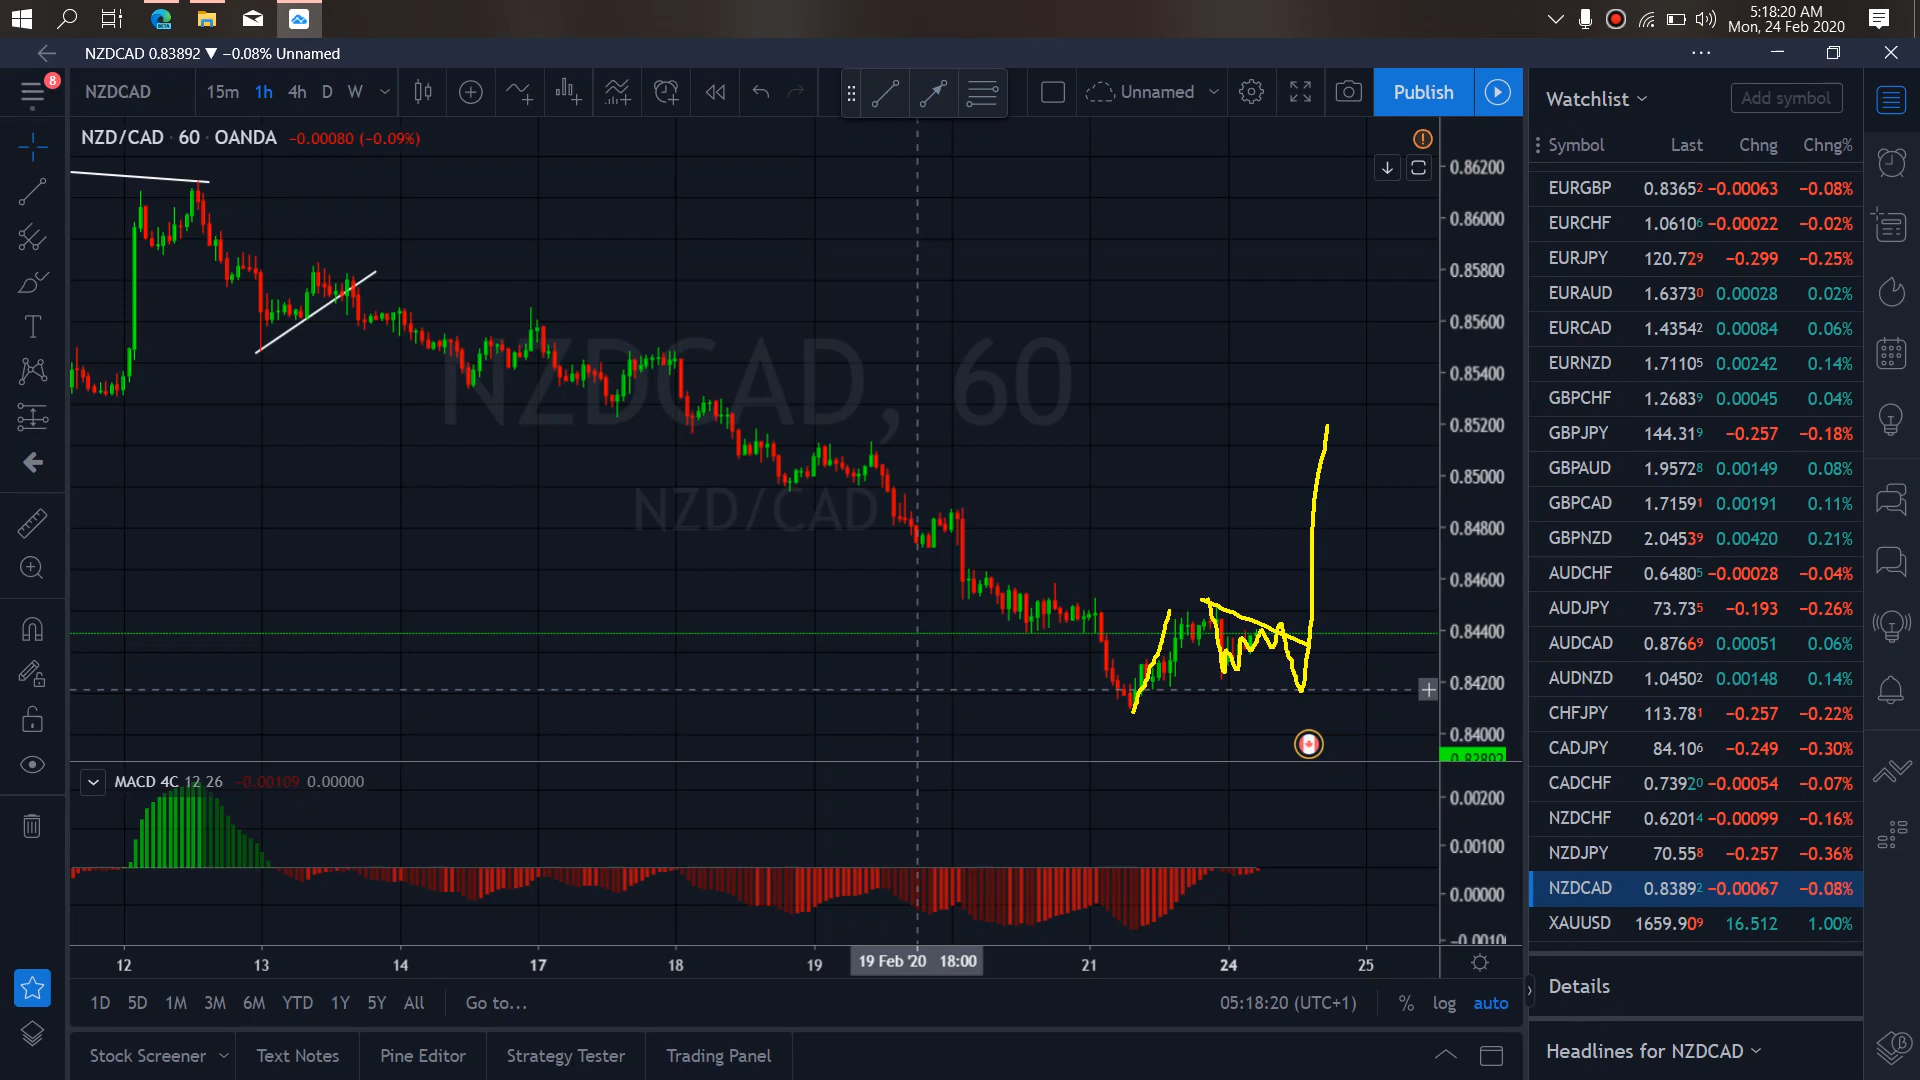 5:18:20 AM
Mon, 24 Feb 2020
NZDCAD 0.83892 ▼ −0.08% Unnamed
8
NZDCAD 15m 1h 4h D W Unnamed Publish
Watchlist Add symbol
NZD/CAD · 60 · OANDA −0.00080 (−0.09%)
Symbol Last Chng Chng%
EURGBP 0.83652 −0.00063 −0.08%
EURCHF 1.06106 −0.00022 −0.02%
EURJPY 120.729 −0.299 −0.25%
EURAUD 1.63730 0.00028 0.02%
EURCAD 1.43542 0.00084 0.06%
EURNZD 1.71105 0.00242 0.14%
GBPCHF 1.26839 0.00045 0.04%
GBPJPY 144.319 −0.257 −0.18%
GBPAUD 1.95728 0.00149 0.08%
GBPCAD 1.71591 0.00191 0.11%
GBPNZD 2.04539 0.00420 0.21%
AUDCHF 0.64805 −0.00028 −0.04%
AUDJPY 73.735 −0.193 −0.26%
AUDCAD 0.87669 0.00051 0.06%
AUDNZD 1.04502 0.00148 0.14%
CHFJPY 113.781 −0.257 −0.22%
CADJPY 84.106 −0.249 −0.30%
CADCHF 0.73920 −0.00054 −0.07%
NZDCHF 0.62014 −0.00099 −0.16%
NZDJPY 70.558 −0.257 −0.36%
NZDCAD 0.83892 −0.00067 −0.08%
XAUUSD 1659.909 16.512 1.00%
Details
Headlines for NZDCAD
0.86200
0.86000
0.85800
0.85600
0.85400
0.85200
0.85000
0.84800
0.84600
0.84400
0.84200
0.84000
0.83892
NZDCAD, 60
NZD/CAD
MACD 4C 12 26 −0.00109 0.00000
0.00200
0.00100
0.00000
−0.0010
12 13 14 17 18 19 19 Feb '20 18:00 21 24 25
1D 5D 1M 3M 6M YTD 1Y 5Y All Go to... 05:18:20 (UTC+1) % log auto
Stock Screener Text Notes Pine Editor Strategy Tester Trading Panel